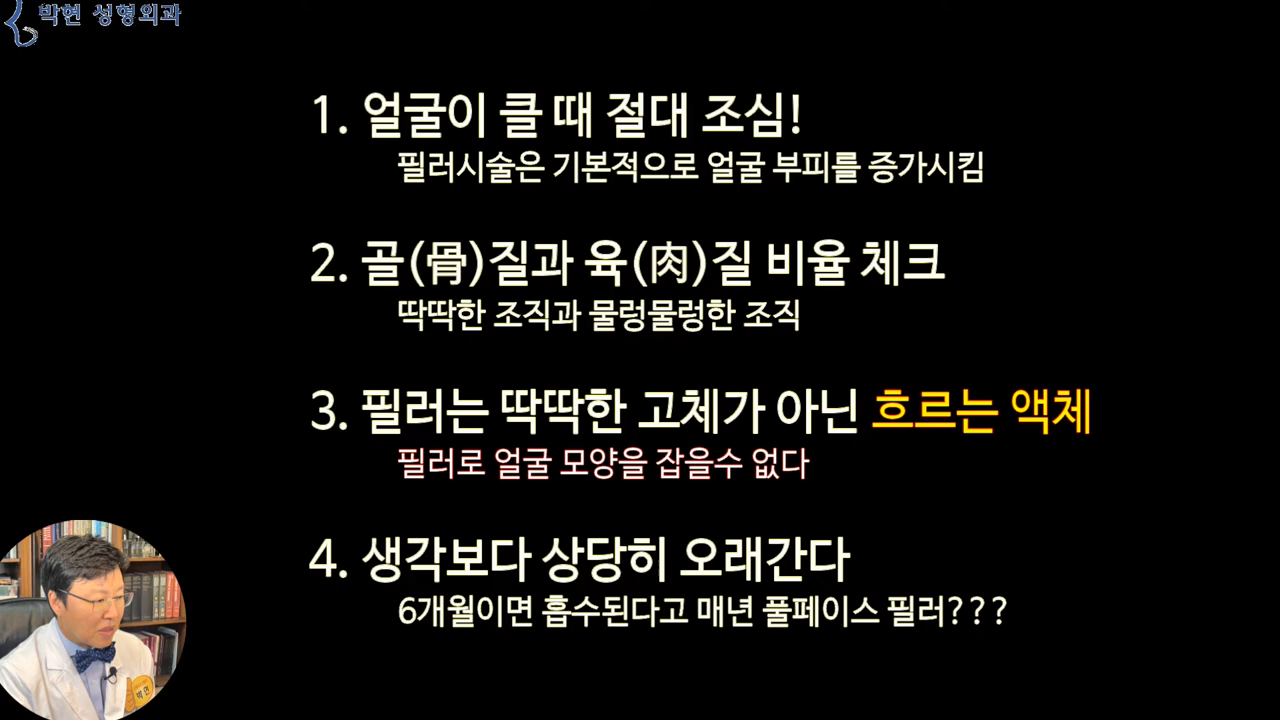 박현 성형외과
1. 얼굴이 클 때 절대 조심!
필러시술은 기본적으로 얼굴 부피를 증가시킴
2. 골(骨)질과 육(肉)질 비율 체크
딱딱한 조직과 물렁물렁한 조직
3. 필러는 딱딱한 고체가 아닌 흐르는 액체
필러로 얼굴 모양을 잡을수 없다
4. 생각보다 상당히 오래간다
6개월이면 흡수된다고 매년 풀페이스 필러???
박현